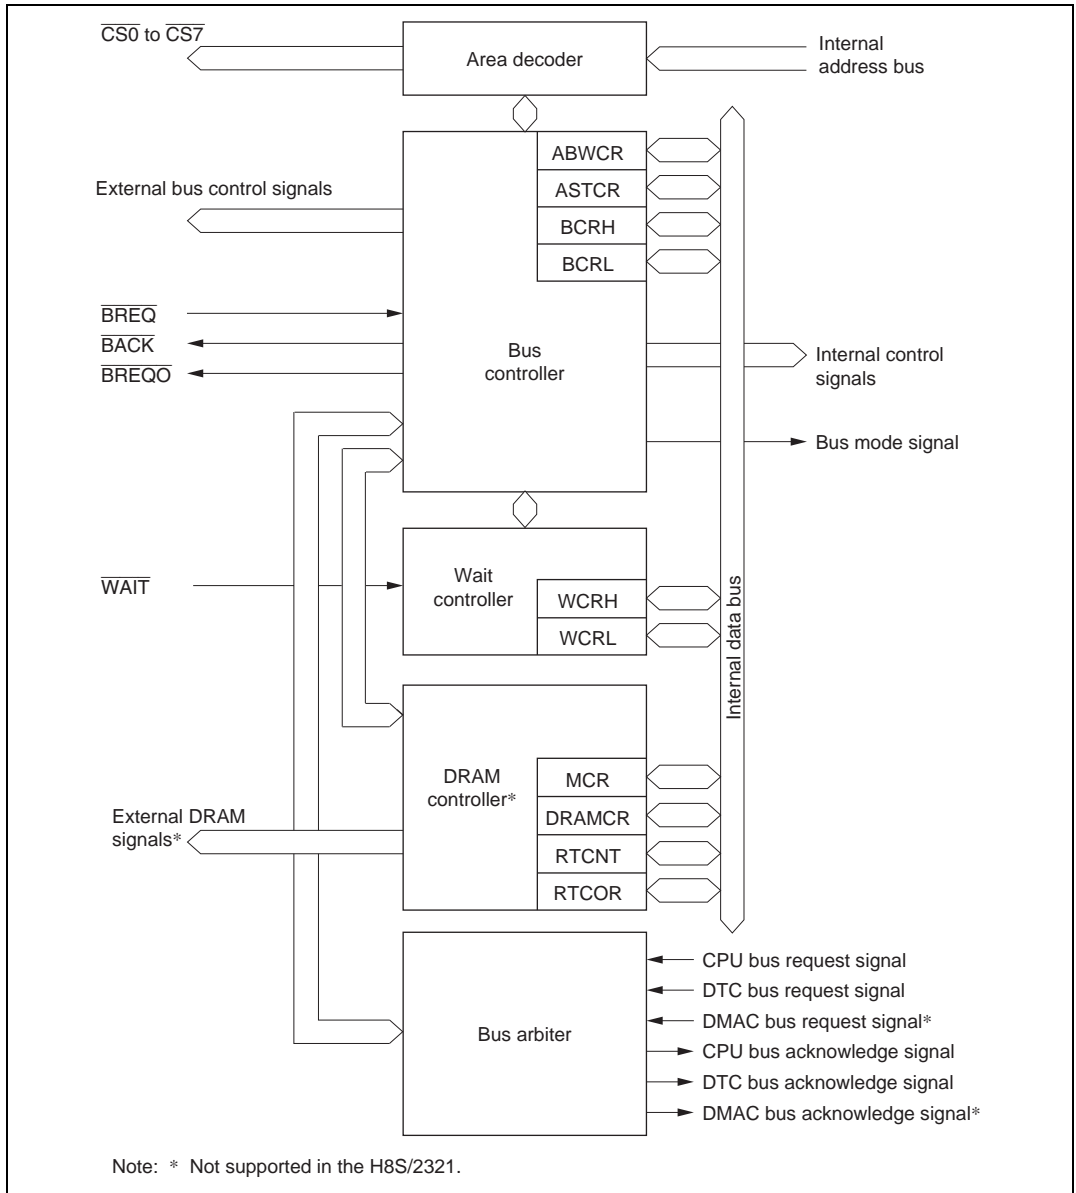 CS0 to CS7
Area decoder
Internal
address bus
ABWCR
ASTCR
BCRH
BCRL
External bus control signals
BREQ
BACK
BREQO
Bus
controller
Internal control
signals
Bus mode signal
WAIT
Wait
controller
WCRH
WCRL
Internal data bus
DRAM
controller*
MCR
DRAMCR
RTCNT
RTCOR
External DRAM
signals*
Bus arbiter
CPU bus request signal
DTC bus request signal
DMAC bus request signal*
CPU bus acknowledge signal
DTC bus acknowledge signal
DMAC bus acknowledge signal*
Note: * Not supported in the H8S/2321.